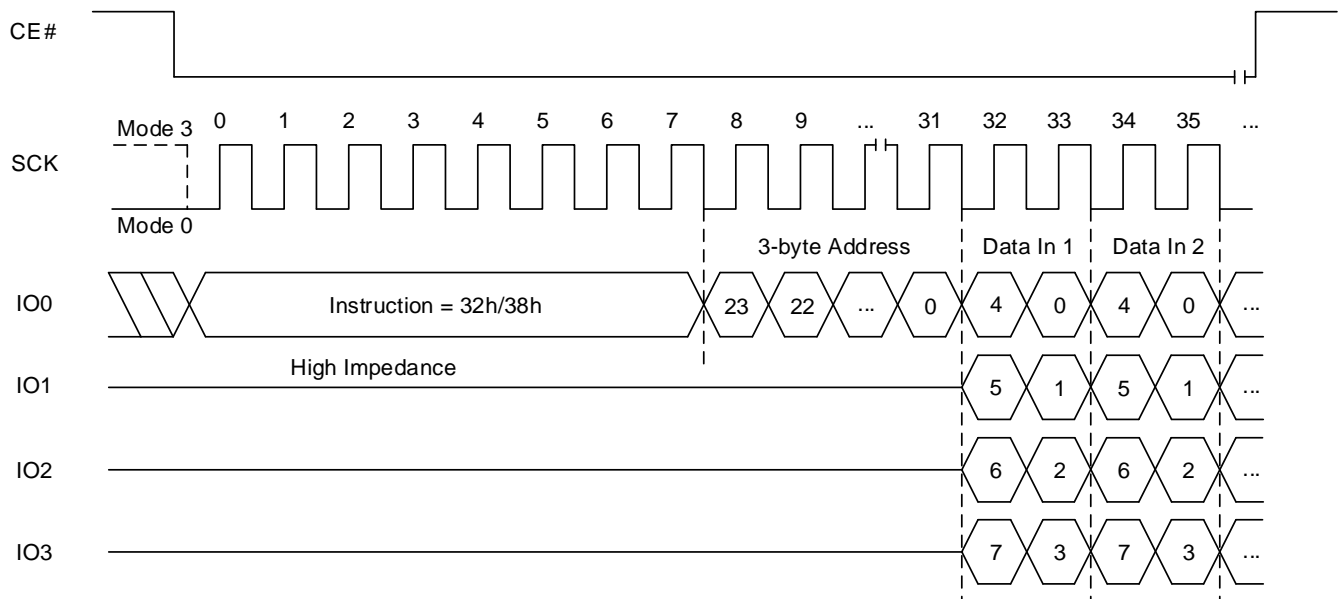 CE#
Mode 3 0 1 2 3 4 5 6 7 8 9 ... 31 32 33 34 35 ...
SCK
Mode 0
3-byte Address Data In 1 Data In 2
IO0 Instruction = 32h/38h 23 22 ... 0 4 0 4 0 ...
High Impedance
IO1 5 1 5 1 ...
IO2 6 2 6 2 ...
IO3 7 3 7 3 ...